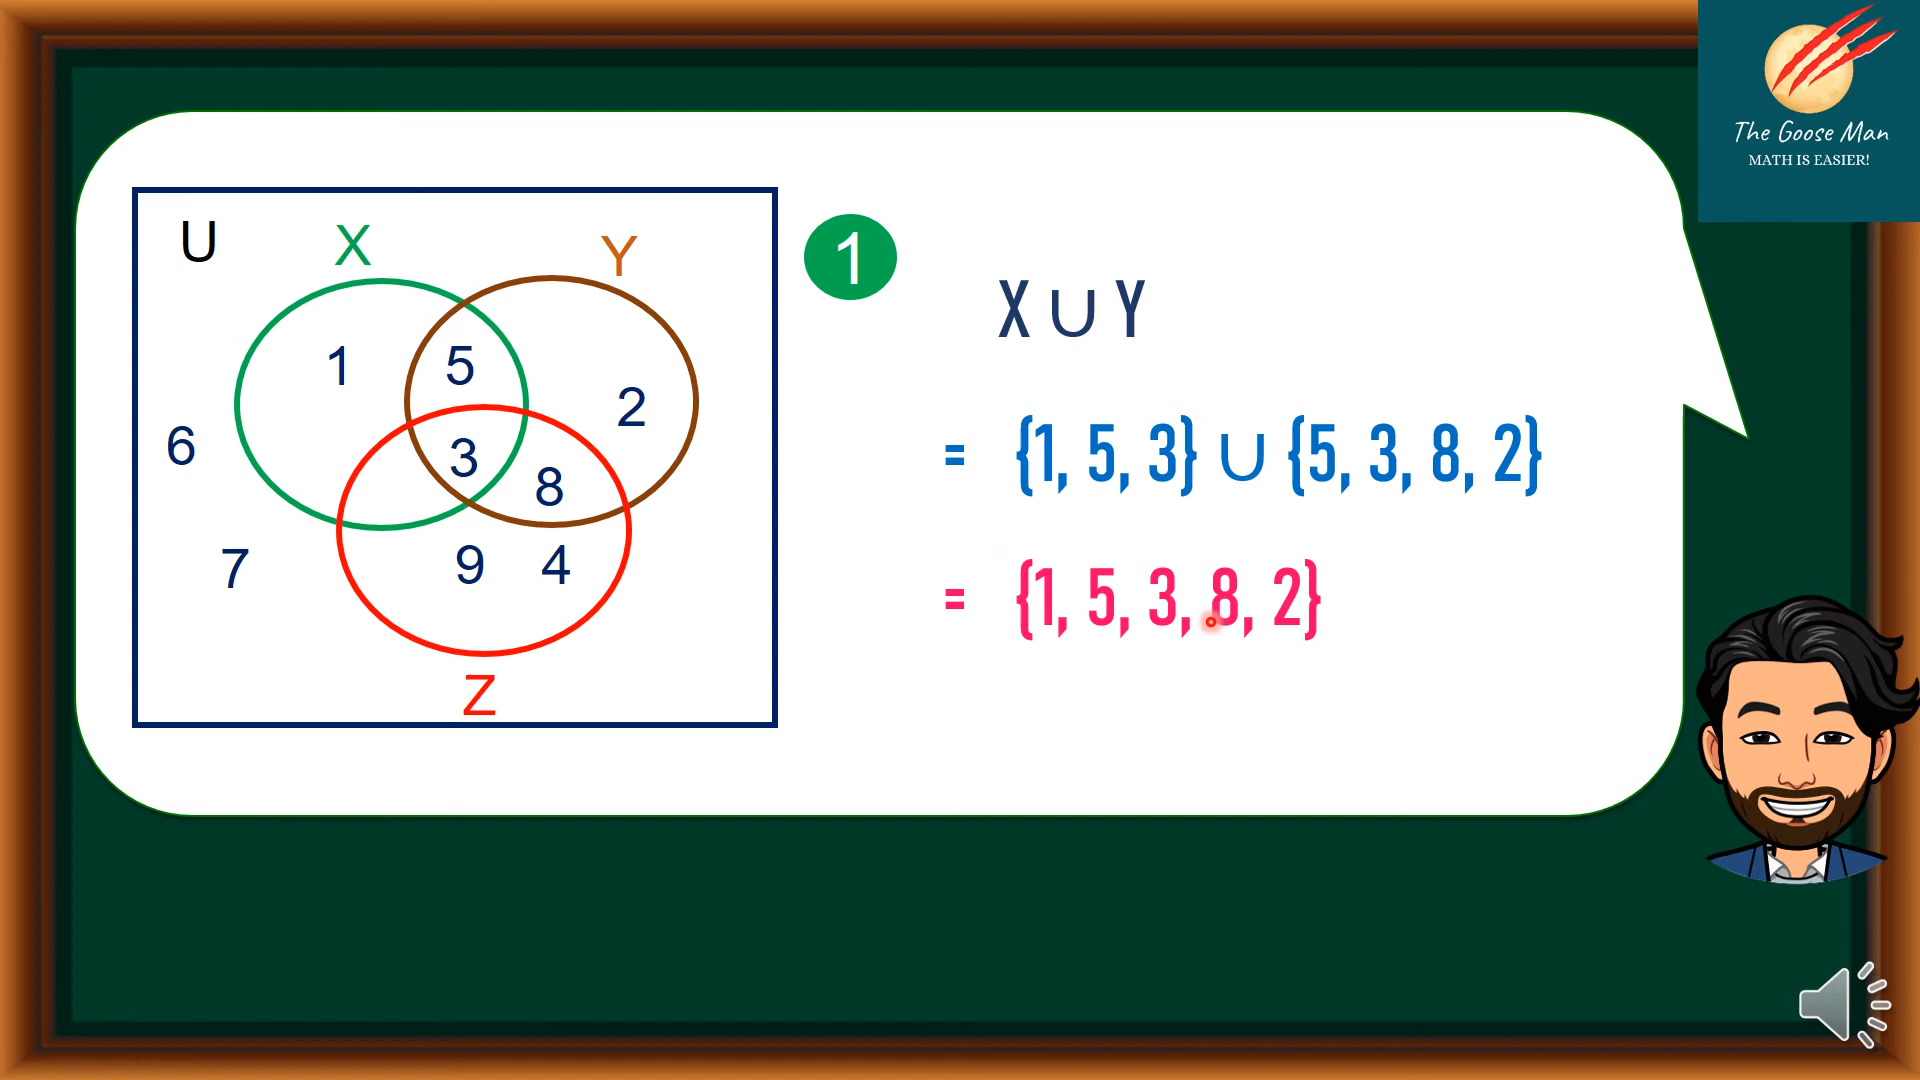 The Goose Man
MATH IS EASIER!
U X Y
1 5 2
6 3 8
7 9 4
Z
1
X ∪ Y
= {1, 5, 3} ∪ {5, 3, 8, 2}
= {1, 5, 3, 8, 2}